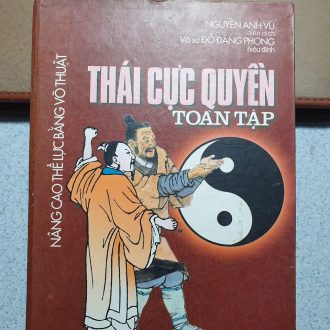 NGUYỄN ANH VŨ
biên dịch
Võ sư ĐỖ ĐẰNG PHONG
hiệu đính
THÁI CỰC QUYỀN
TOÀN TẬP
NÂNG CAO THỂ LỰC BẰNG VÕ THUẬT